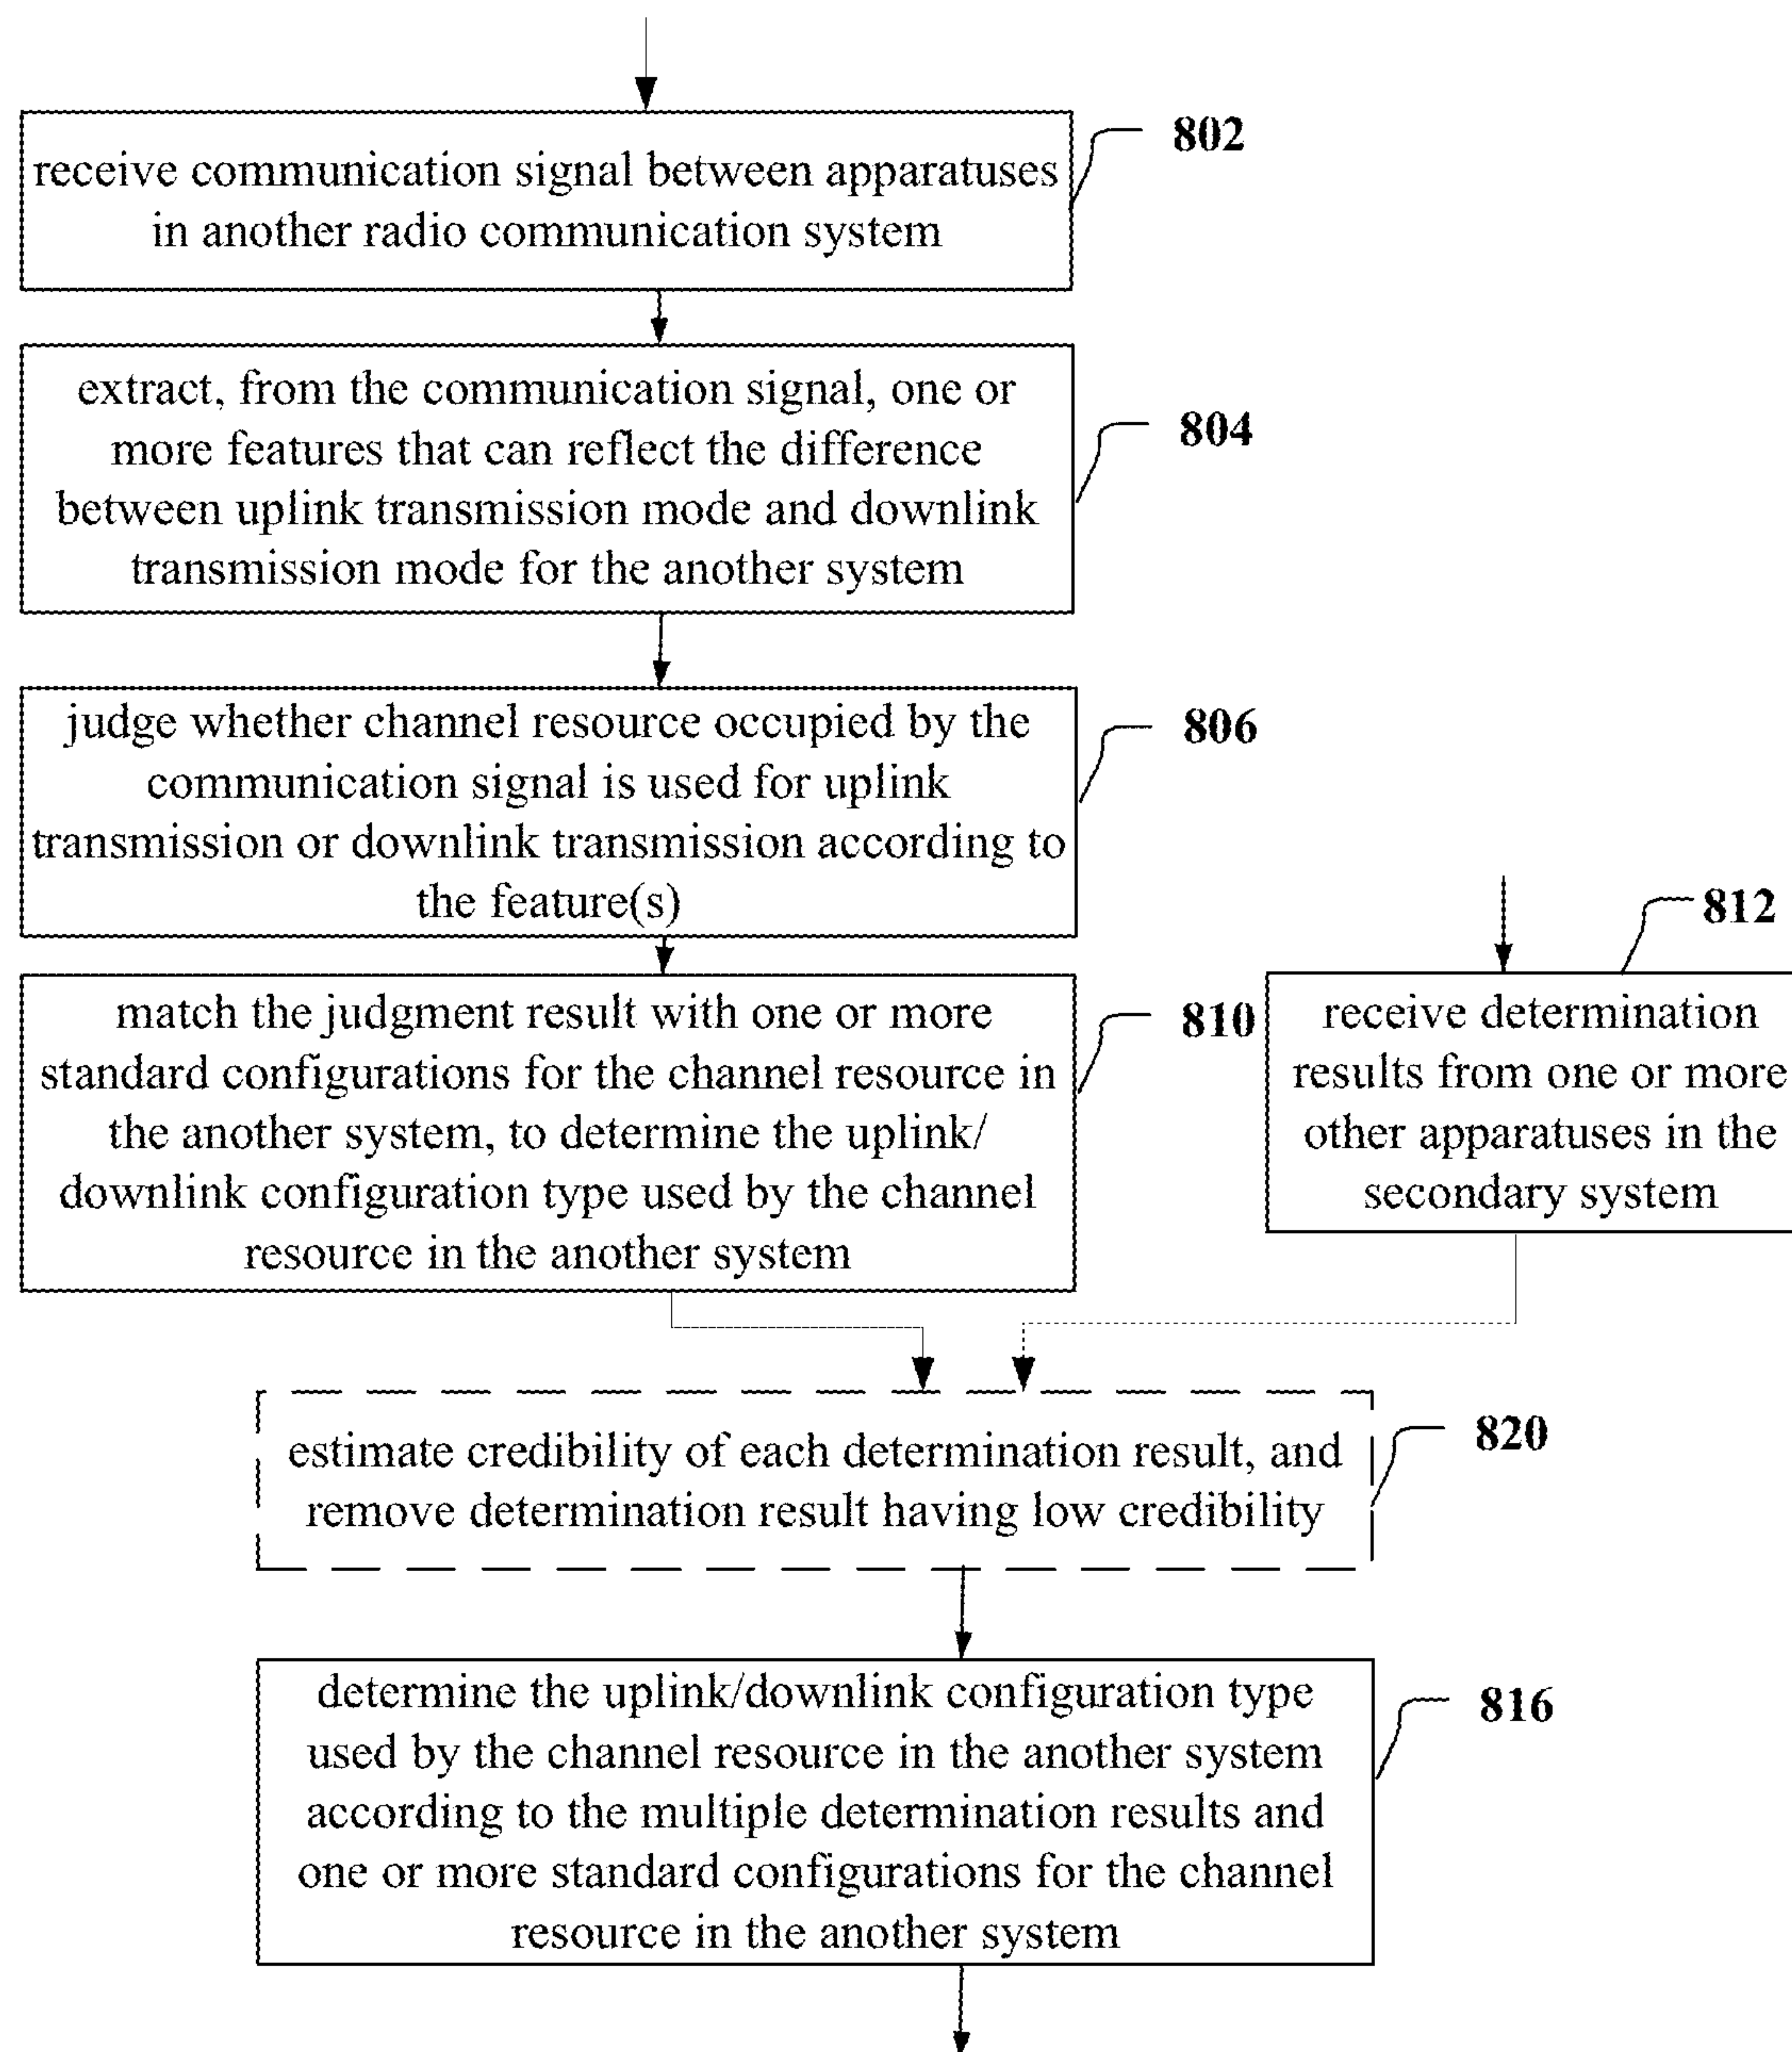 receive communication signal between apparatuses
in another radio communication system
802
extract, from the communication signal, one or
more features that can reflect the difference
between uplink transmission mode and downlink
transmission mode for the another system
804
judge whether channel resource occupied by the
communication signal is used for uplink
transmission or downlink transmission according to
the feature(s)
806
match the judgment result with one or more
standard configurations for the channel resource in
the another system, to determine the uplink/
downlink configuration type used by the channel
resource in the another system
810
812
receive determination
results from one or more
other apparatuses in the
secondary system
estimate credibility of each determination result, and
remove determination result having low credibility
820
determine the uplink/downlink configuration type
used by the channel resource in the another system
according to the multiple determination results and
one or more standard configurations for the channel
resource in the another system
816